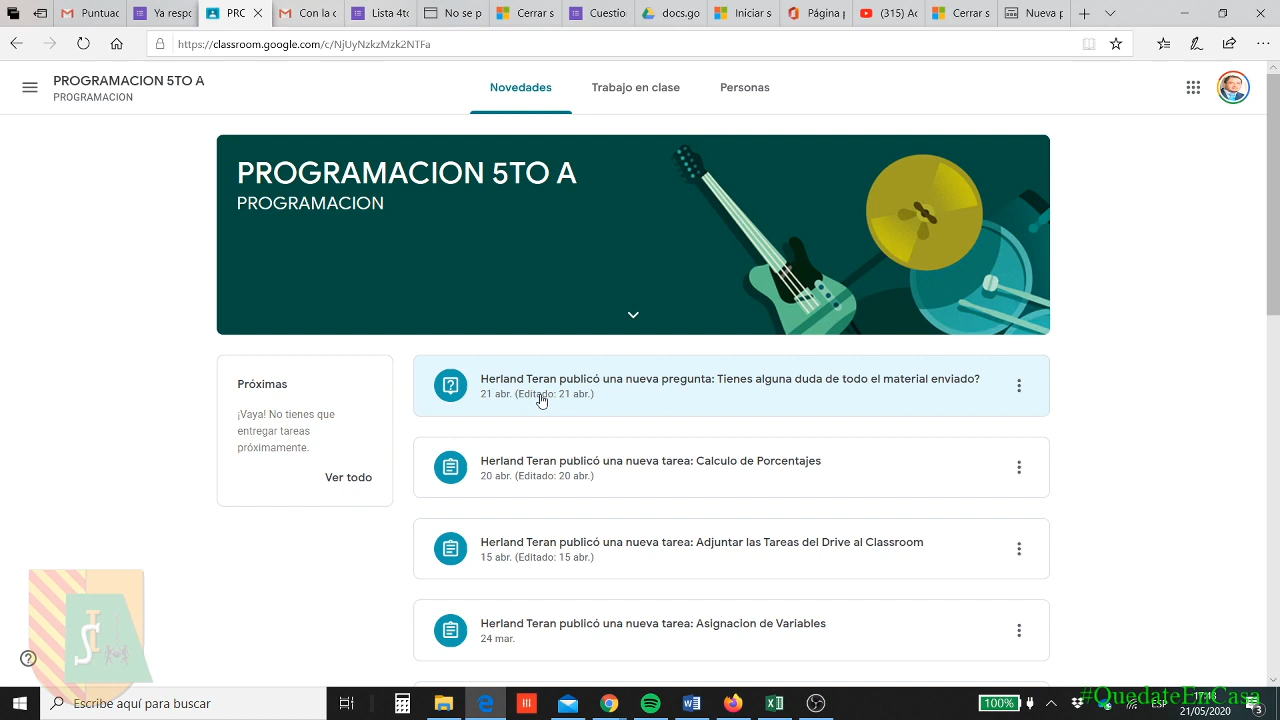 Pantuas
PRC
Con la c
Lista 4t
No se p
Cerrar s
Cuestio
docs.go
Iniciar s
Página p
(315)
Cerrar s
Nueva
https://classroom.google.com/c/NjUyNzkzMzk2NTFa
PROGRAMACION 5TO A
PROGRAMACION
Novedades
Trabajo en clase
Personas
PROGRAMACION 5TO A
PROGRAMACION
Próximas
¡Vaya! No tienes que
entregar tareas
próximamente.
Ver todo
Herland Teran publicó una nueva pregunta: Tienes alguna duda de todo el material enviado?
21 abr. (Editado: 21 abr.)
Herland Teran publicó una nueva tarea: Calculo de Porcentajes
20 abr. (Editado: 20 abr.)
Herland Teran publicó una nueva tarea: Adjuntar las Tareas del Drive al Classroom
15 abr. (Editado: 15 abr.)
Herland Teran publicó una nueva tarea: Asignacion de Variables
24 mar.
Escribe aquí para buscar
100%
ESP
17:18
21/05/2020
3
#QuedateEnCasa